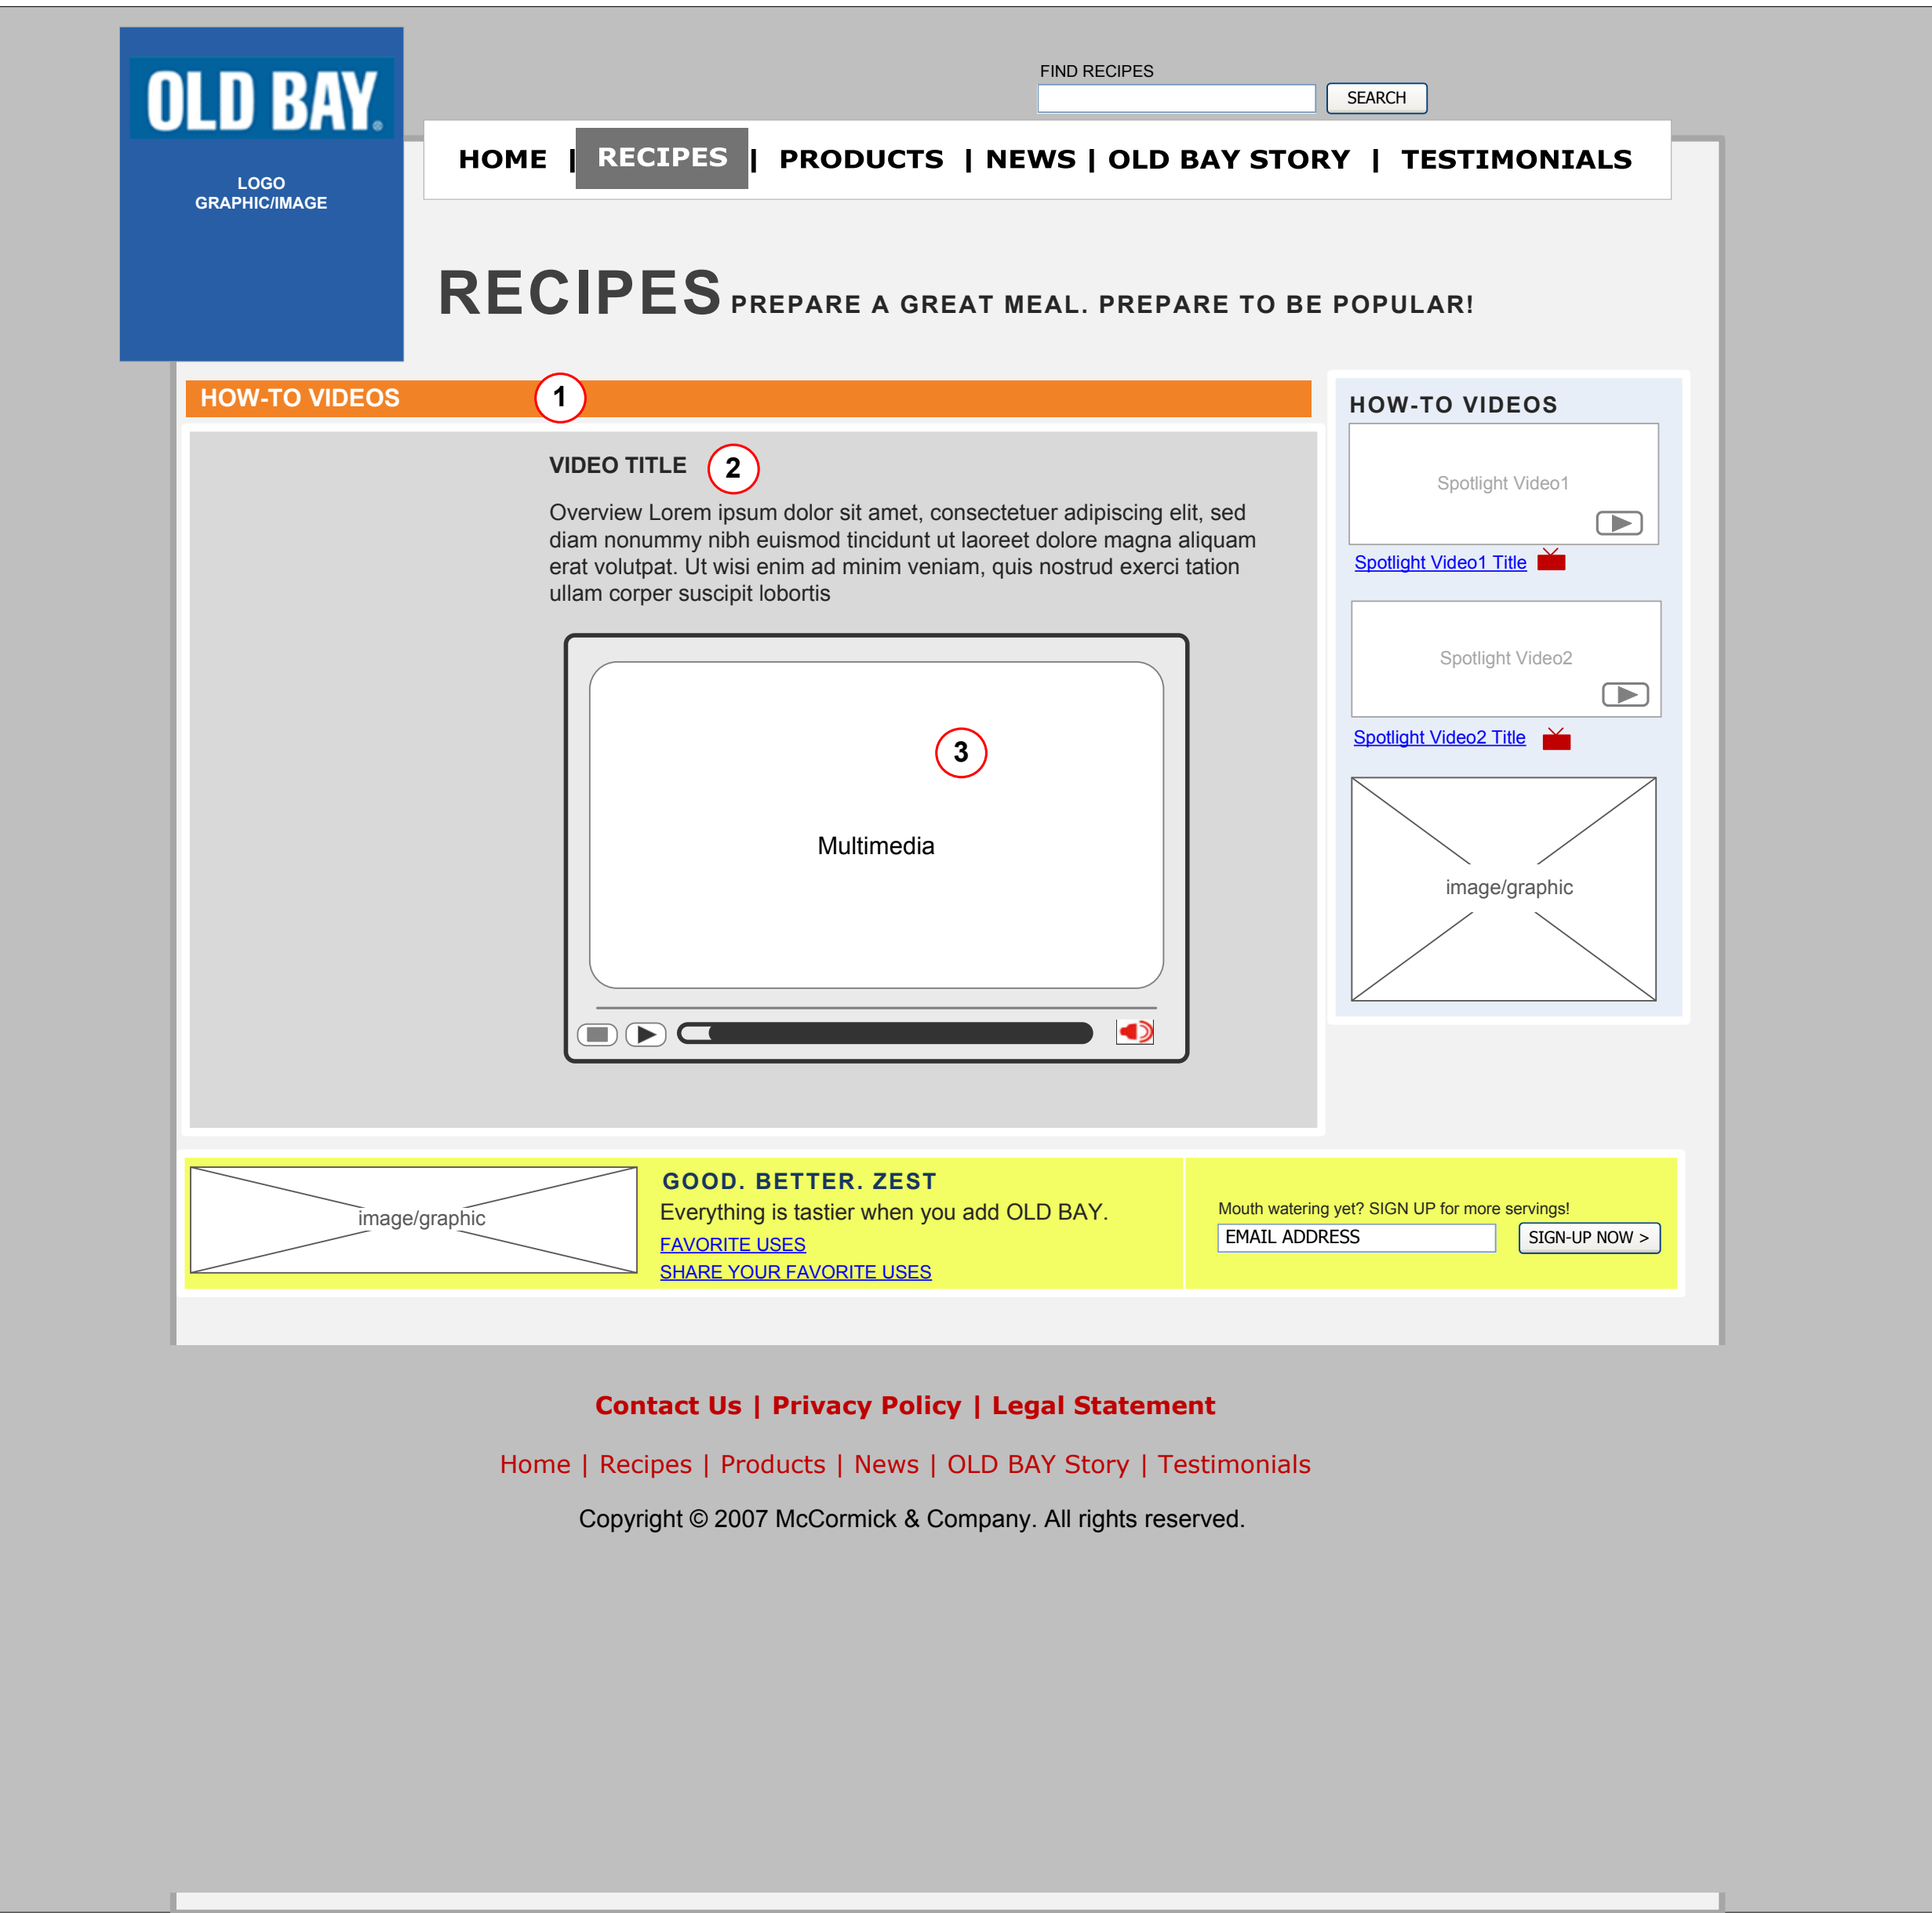 OLD BAY®
LOGO
GRAPHIC/IMAGE
FIND RECIPES
SEARCH
HOME | RECIPES | PRODUCTS | NEWS | OLD BAY STORY | TESTIMONIALS
RECIPES PREPARE A GREAT MEAL. PREPARE TO BE POPULAR!
HOW-TO VIDEOS 1
VIDEO TITLE 2
Overview Lorem ipsum dolor sit amet, consectetuer adipiscing elit, sed
diam nonummy nibh euismod tincidunt ut laoreet dolore magna aliquam
erat volutpat. Ut wisi enim ad minim veniam, quis nostrud exerci tation
ullam corper suscipit lobortis
3
Multimedia
HOW-TO VIDEOS
Spotlight Video1
Spotlight Video1 Title
Spotlight Video2
Spotlight Video2 Title
image/graphic
image/graphic
GOOD. BETTER. ZEST
Everything is tastier when you add OLD BAY.
FAVORITE USES
SHARE YOUR FAVORITE USES
Mouth watering yet? SIGN UP for more servings!
EMAIL ADDRESS
SIGN-UP NOW >
Contact Us | Privacy Policy | Legal Statement
Home | Recipes | Products | News | OLD BAY Story | Testimonials
Copyright © 2007 McCormick & Company. All rights reserved.